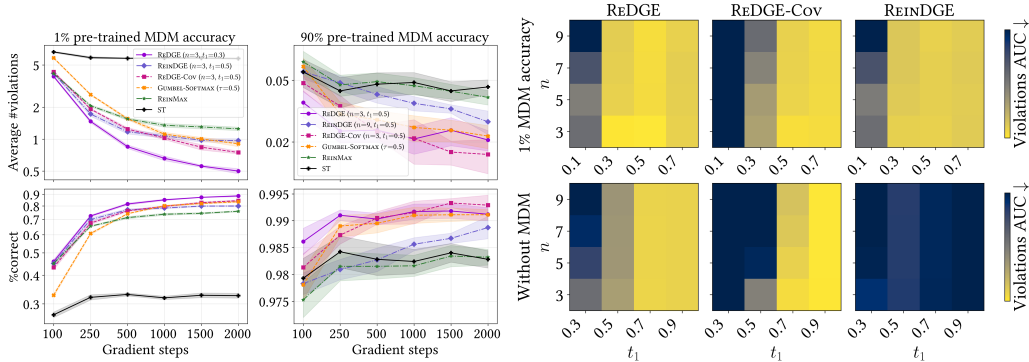 1% pre-trained MDM accuracy
Average #violations
5
2
1
0.5
REDGE (n=3, t1=0.3)
REINDGE (n=3, t1=0.5)
REDGE-COV (n=3, t1=0.5)
GUMBEL-SOFTMAX (τ=0.5)
REINMAX
ST
%correct
0.9
0.8
0.7
0.6
0.5
0.4
0.3
100 250 500 1000 1500 2000
Gradient steps
90% pre-trained MDM accuracy
0.05
0.02
REDGE (n=3, t1=0.5)
REINDGE (n=9, t1=0.5)
REDGE-COV (n=3, t1=0.5)
GUMBEL-SOFTMAX (τ=0.5)
REINMAX
ST
0.995
0.99
0.985
0.98
0.975
100 250 500 1000 1500 2000
Gradient steps
REDGE REDGE-COV REINDGE
1% MDM accuracy
n
9
7
5
3
0.1 0.3 0.5 0.7
0.1 0.3 0.5 0.7
0.1 0.3 0.5 0.7
Violations AUC ↓
Without MDM
n
9
7
5
3
0.3 0.5 0.7 0.9
0.3 0.5 0.7 0.9
0.3 0.5 0.7 0.9
t1 t1 t1
Violations AUC ↓